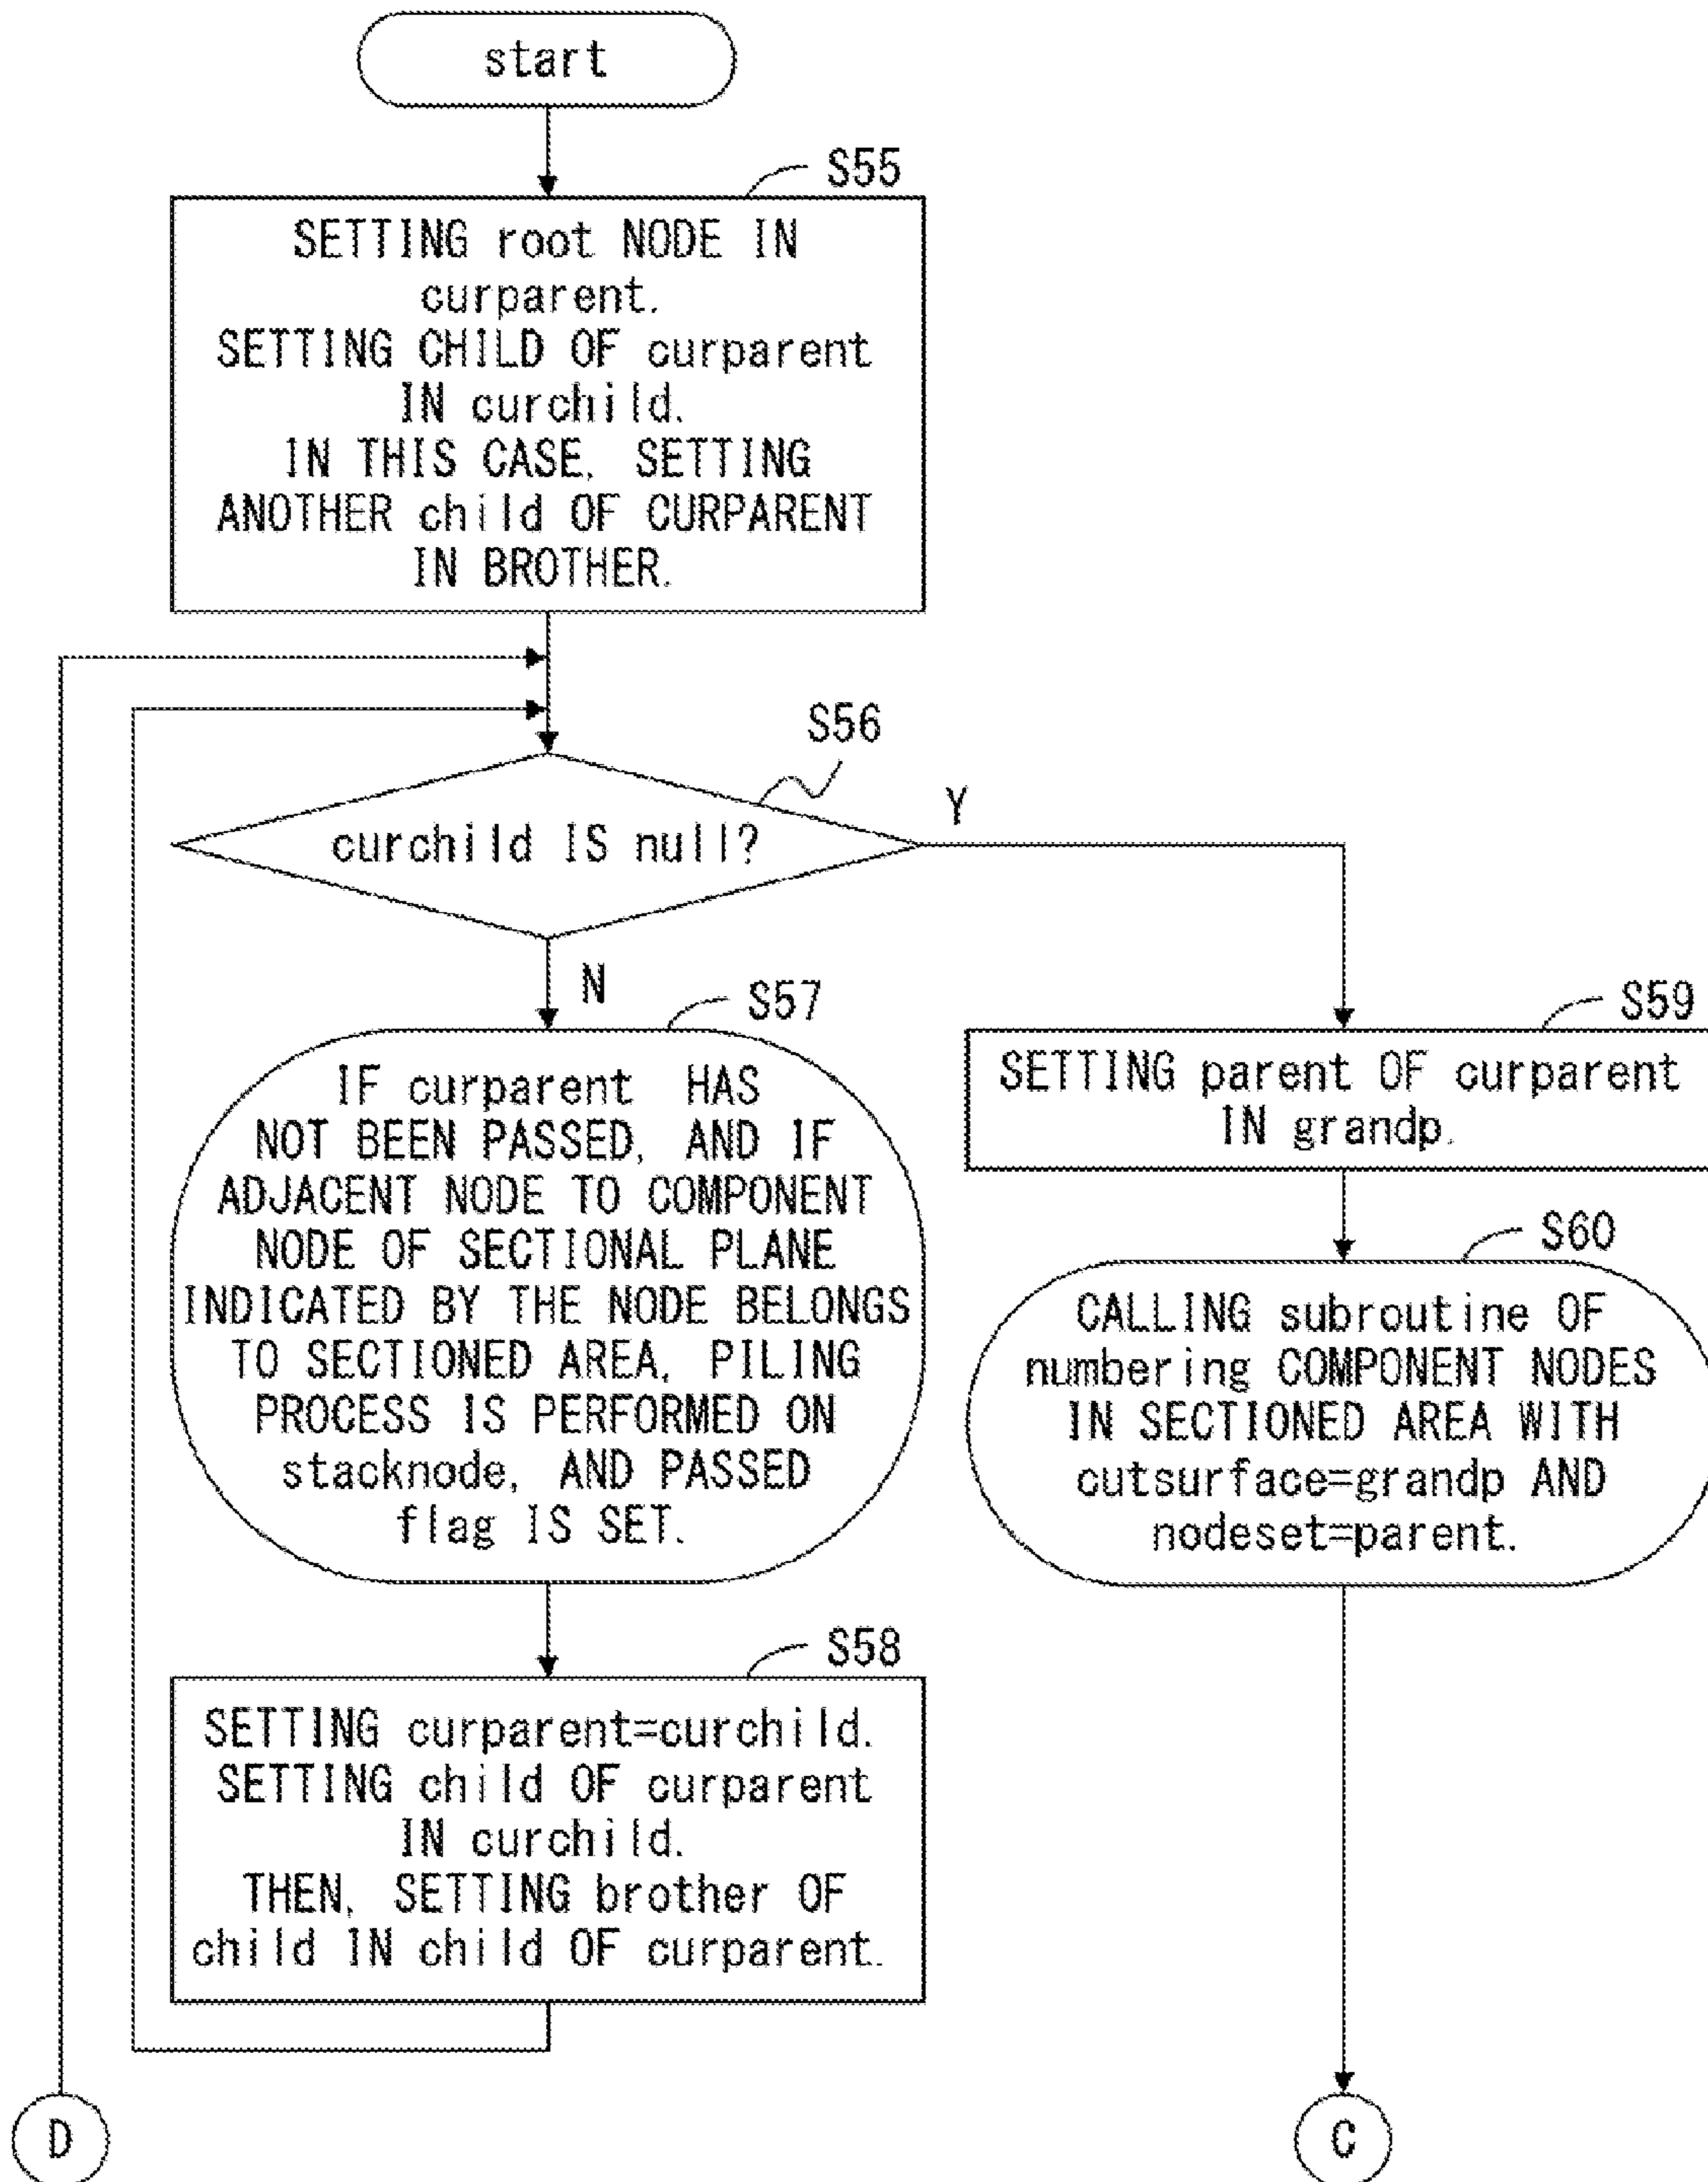 start
S55
SETTING root NODE IN
curparent.
SETTING CHILD OF curparent
IN curchild.
IN THIS CASE, SETTING
ANOTHER child OF CURPARENT
IN BROTHER.
S56
curchild IS null?
Y
N
S57
IF curparent HAS
NOT BEEN PASSED, AND IF
ADJACENT NODE TO COMPONENT
NODE OF SECTIONAL PLANE
INDICATED BY THE NODE BELONGS
TO SECTIONED AREA, PILING
PROCESS IS PERFORMED ON
stacknode, AND PASSED
flag IS SET.
S58
SETTING curparent=curchild.
SETTING child OF curparent
IN curchild.
THEN, SETTING brother OF
child IN child OF curparent.
S59
SETTING parent OF curparent
IN grandp.
S60
CALLING subroutine OF
numbering COMPONENT NODES
IN SECTIONED AREA WITH
cutsurface=grandp AND
nodeset=parent.
D
C